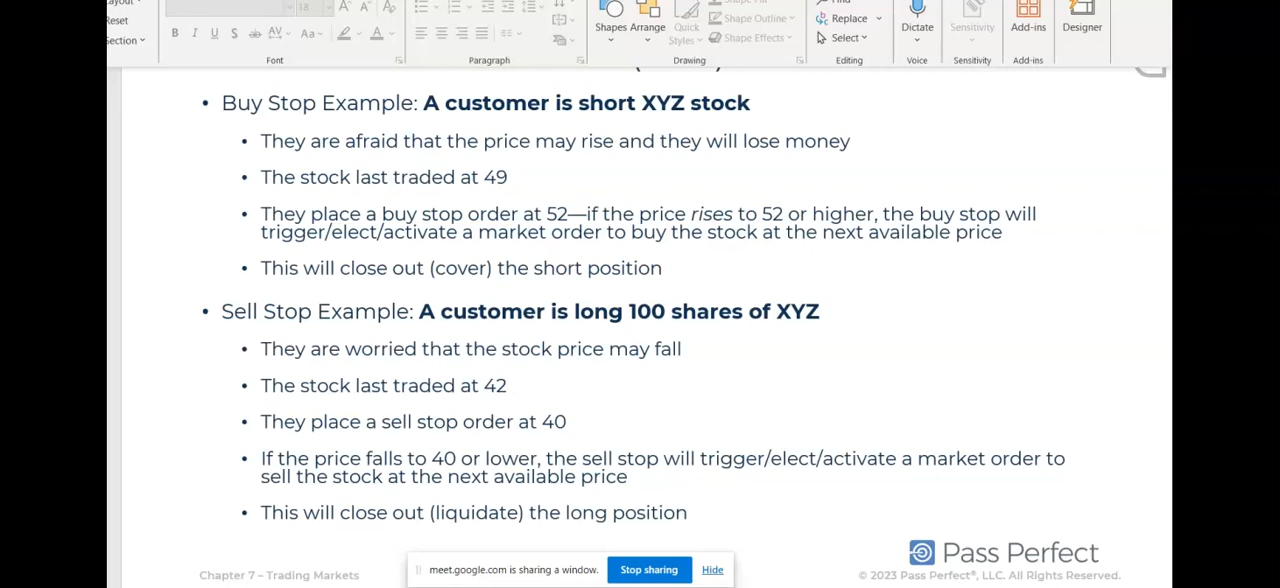 Reset
Section
18
B I U S ab AV Aa A
Font
Paragraph
Shapes Arrange Quick Styles
Shape Outline
Shape Effects
Drawing
Replace
Select
Editing
Dictate
Voice
Sensitivity
Sensitivity
Add-ins
Add-ins
Designer
• Buy Stop Example: A customer is short XYZ stock
• They are afraid that the price may rise and they will lose money
• The stock last traded at 49
• They place a buy stop order at 52—if the price rises to 52 or higher, the buy stop will
trigger/elect/activate a market order to buy the stock at the next available price
• This will close out (cover) the short position
• Sell Stop Example: A customer is long 100 shares of XYZ
• They are worried that the stock price may fall
• The stock last traded at 42
• They place a sell stop order at 40
• If the price falls to 40 or lower, the sell stop will trigger/elect/activate a market order to
sell the stock at the next available price
• This will close out (liquidate) the long position
Pass Perfect
Chapter 7 – Trading Markets
meet.google.com is sharing a window.
Stop sharing
Hide
© 2023 Pass Perfect®, LLC. All Rights Reserved.